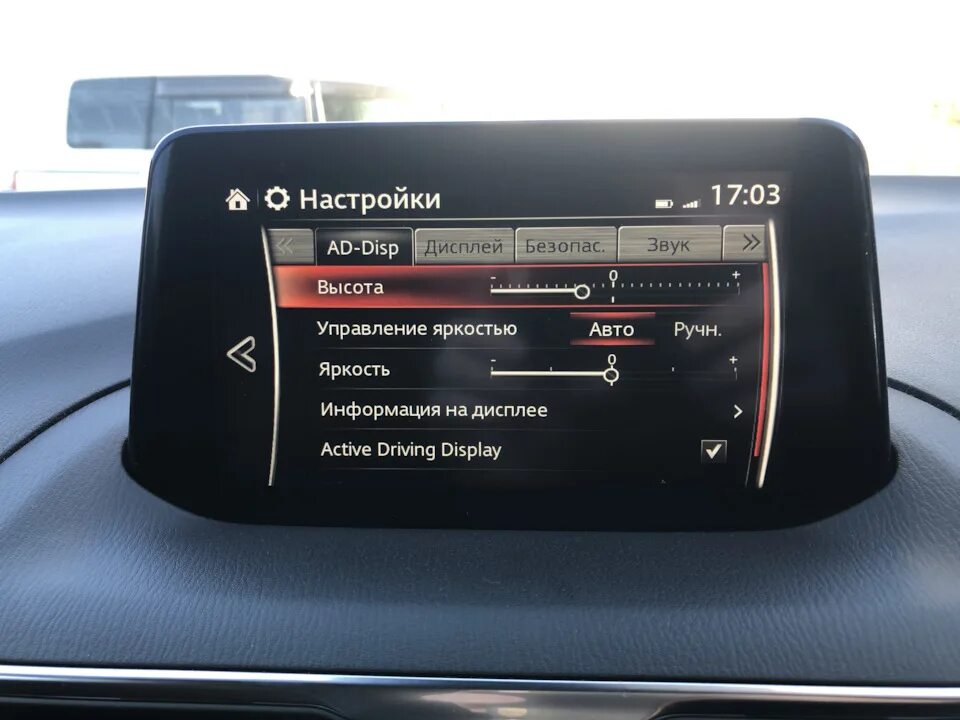 Настройки 17:03
« AD-Disp Дисплей Безопас. Звук »
Высота - 0 +
Управление яркостью Авто Ручн.
Яркость - 0 +
Информация на дисплее >
Active Driving Display